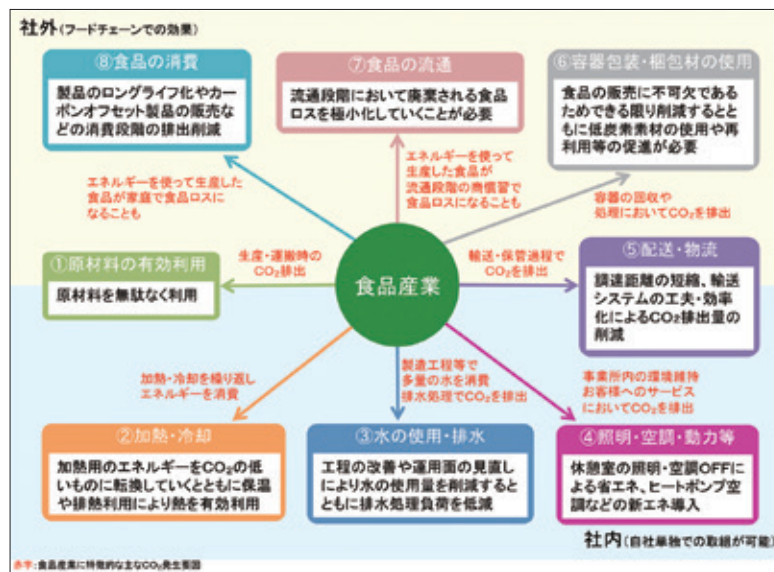 社外(フードチェーンでの効果)
⑧食品の消費
製品のロングライフ化やカー
ボンオフセット製品の販売な
どの消費段階の排出削減
⑦食品の流通
流通段階において廃棄される食品
ロスを極小化していくことが必要
⑥容器包装・梱包材の使用
食品の販売に不可欠である
ためできる限り削減するとと
もに低炭素素材の使用や再
利用等の促進が必要
エネルギーを使って生産した
食品が家庭で食品ロスに
なることも
エネルギーを使って
生産した食品が
流通段階の商慣習で
食品ロスになることも
容器の回収や
処理においてCO₂を排出
①原材料の有効利用
原材料を無駄なく利用
生産・運搬時の
CO₂排出
食品産業
輸送・保管過程で
CO₂を排出
⑤配送・物流
調達距離の短縮、輸送
システムの工夫・効率
化によるCO₂排出量の
削減
加熱・冷却を繰り返し
エネルギーを消費
製造工程等で
多量の水を消費
排水処理でCO₂を排出
事業所内の環境維持
お客様へのサービス
においてCO₂を排出
②加熱・冷却
加熱用のエネルギーをCO₂の低
いものに転換していくとともに保温
や排熱利用により熱を有効利用
③水の使用・排水
工程の改善や運用面の見直し
により水の使用量を削減すると
ともに排水処理負荷を低減
④照明・空調・動力等
休憩室の照明・空調OFFに
よる省エネ、ヒートポンプ空
調などの新エネ導入
社内(自社単独での取組が可能)
赤字:食品産業に特徴的な主なCO₂発生要因